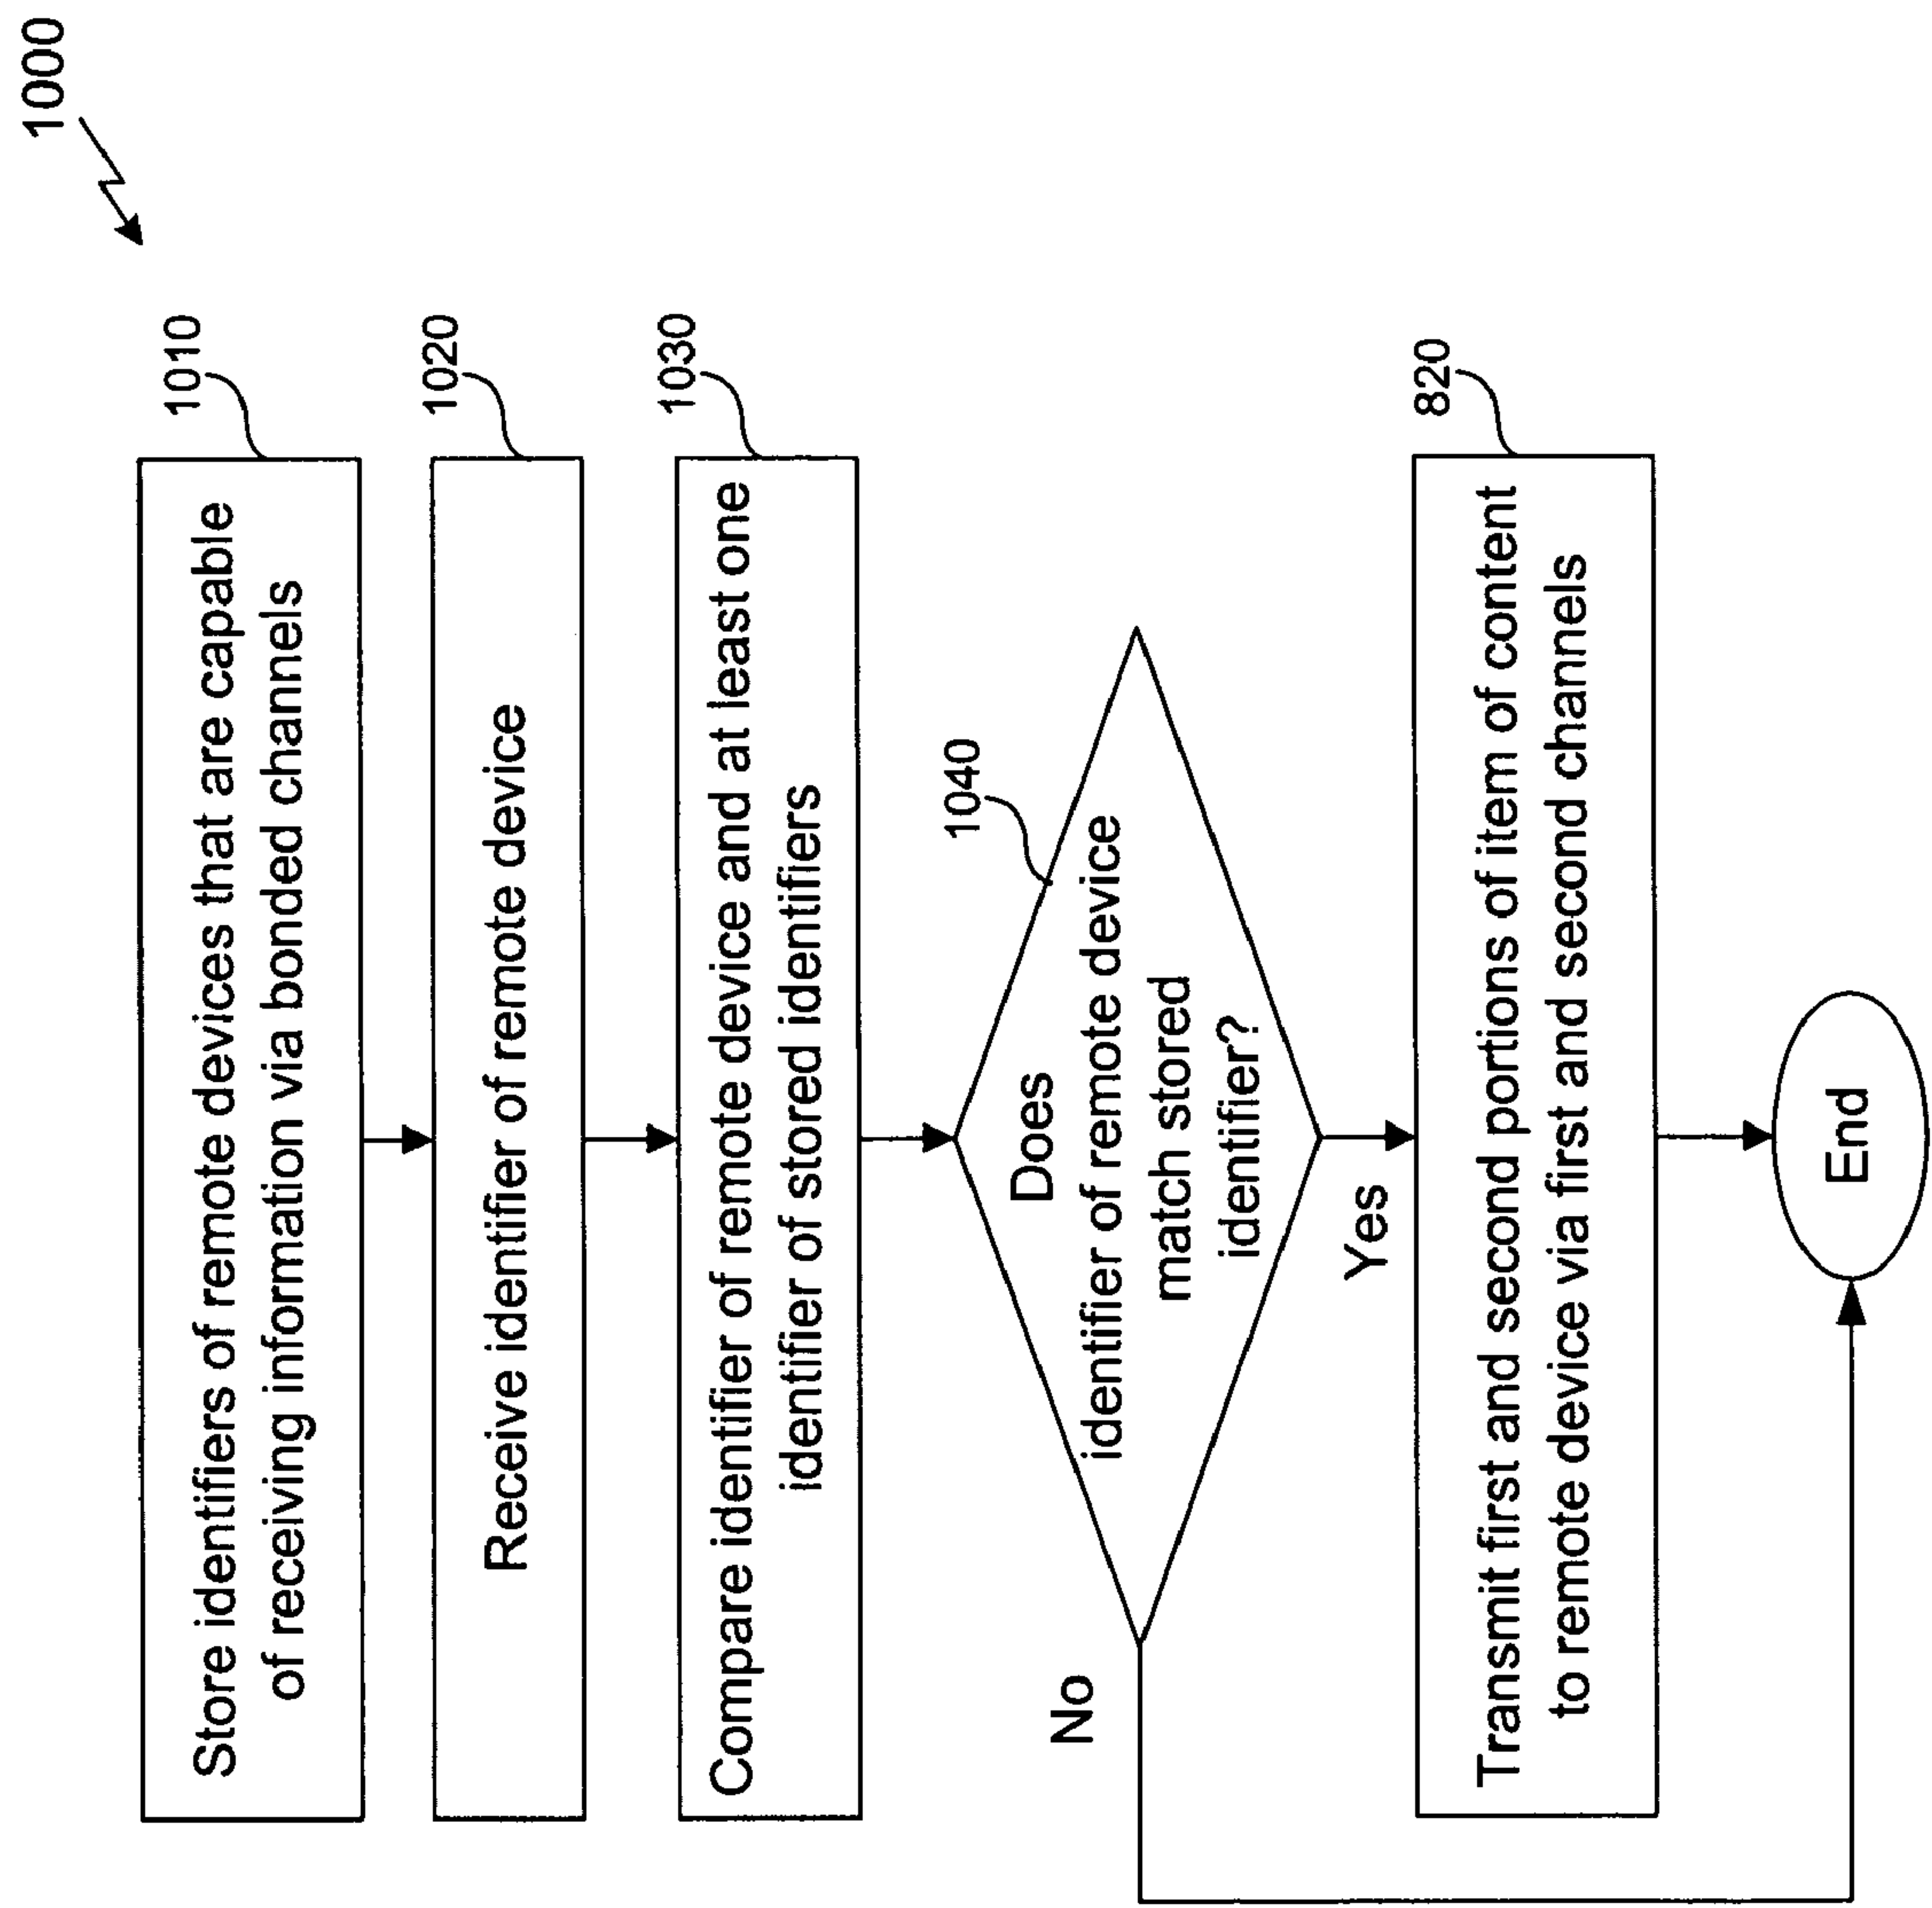 1000
1010
Store identifiers of remote devices that are capable
of receiving information via bonded channels
1020
Receive identifier of remote device
1030
Compare identifier of remote device and at least one
identifier of stored identifiers
1040
Does
identifier of remote device
match stored
identifier?
No
Yes
820
Transmit first and second portions of item of content
to remote device via first and second channels
End